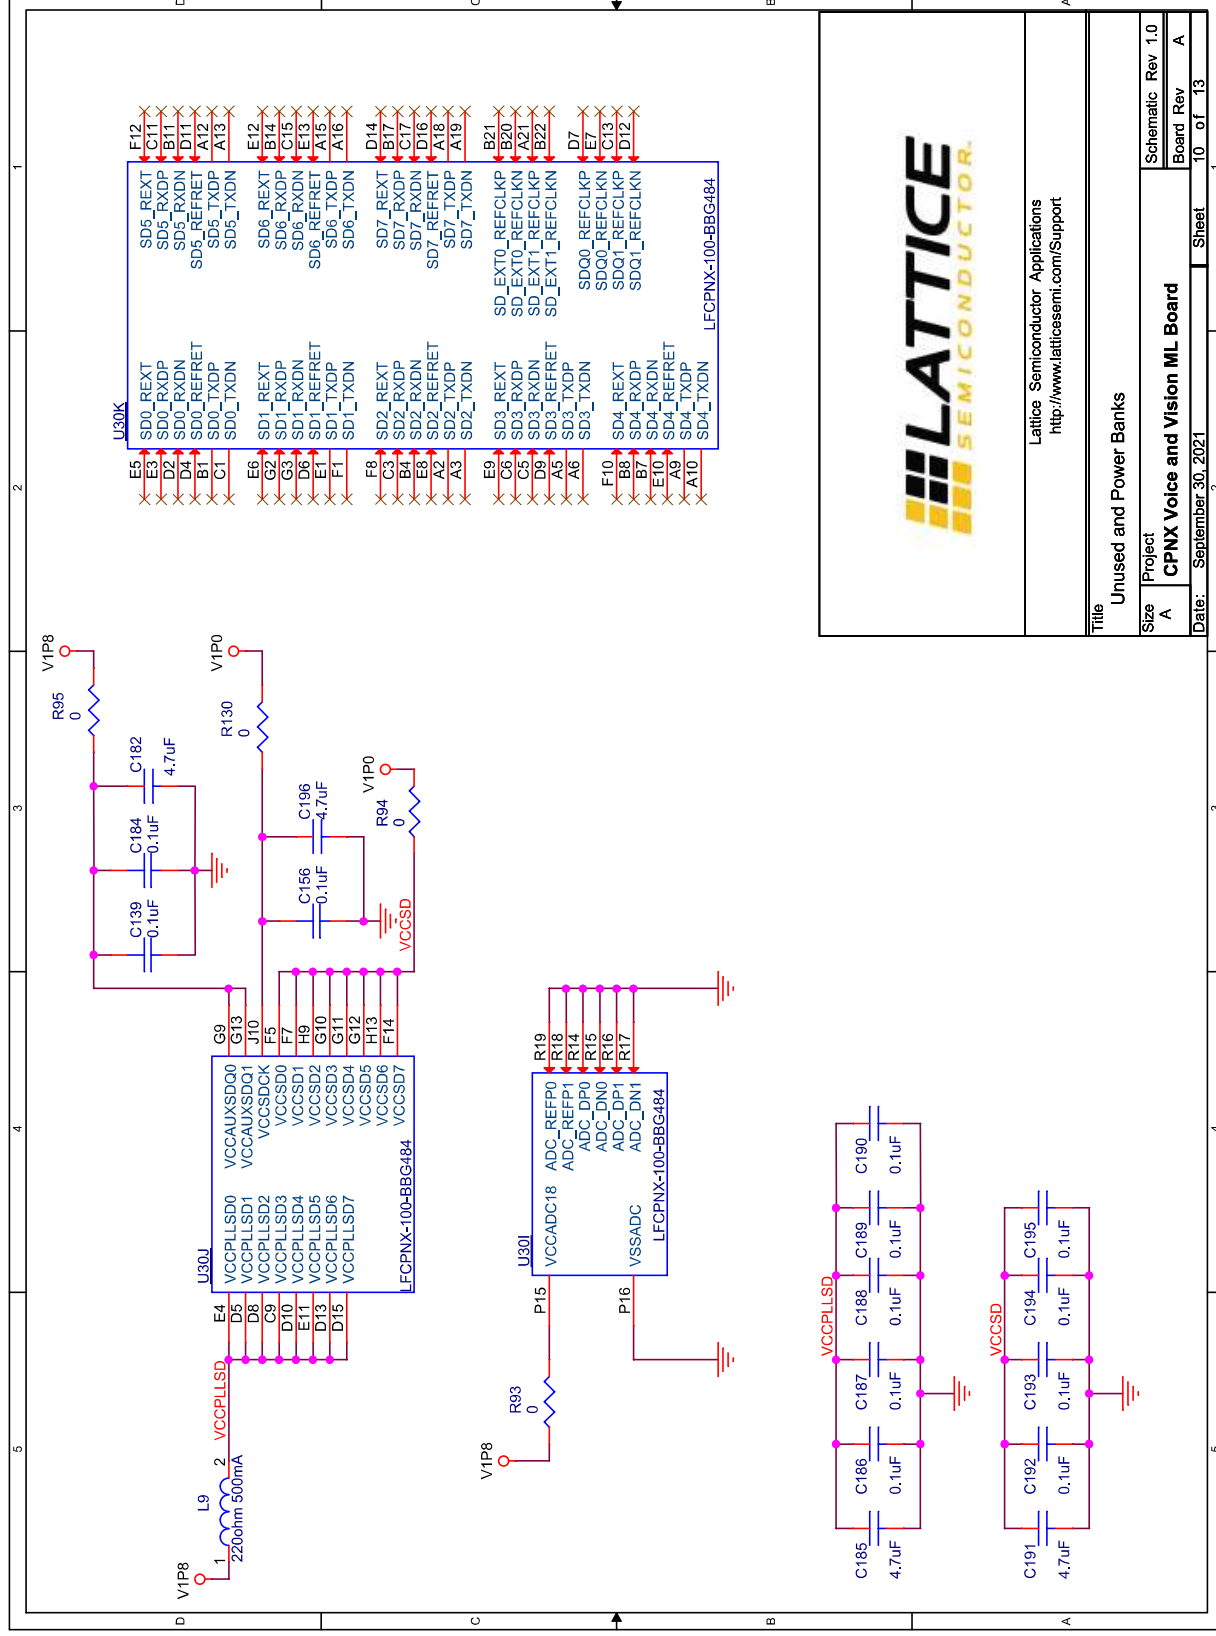 5
4
3
2
1
D
C
B
A
V1P8
L9
1
2
220ohm 500mA
VCCPLLSD
E4
D5
D8
C9
D10
E11
D13
D15
U30J
VCCPLLSD0
VCCPLLSD1
VCCPLLSD2
VCCPLLSD3
VCCPLLSD4
VCCPLLSD5
VCCPLLSD6
VCCPLLSD7
VCCAUXSDQ0
VCCAUXSDQ1
VCCSDCK
VCCSD0
VCCSD1
VCCSD2
VCCSD3
VCCSD4
VCCSD5
VCCSD6
VCCSD7
LFCPNX-100-BBG484
G9
G13
J10
F5
F7
H9
G10
G11
G12
H13
F14
C139
0.1uF
C184
0.1uF
C182
4.7uF
R95
0
V1P8
C156
0.1uF
C196
4.7uF
R130
0
V1P0
VCCSD
R94
0
V1P0
U30K
E5
E3
D2
D4
B1
C1
SD0_REXT
SD0_RXDP
SD0_RXDN
SD0_REFRET
SD0_TXDP
SD0_TXDN
E6
G2
G3
D6
E1
F1
SD1_REXT
SD1_RXDP
SD1_RXDN
SD1_REFRET
SD1_TXDP
SD1_TXDN
F8
C3
B4
E8
A2
A3
SD2_REXT
SD2_RXDP
SD2_RXDN
SD2_REFRET
SD2_TXDP
SD2_TXDN
E9
C6
C5
D9
A5
A6
SD3_REXT
SD3_RXDP
SD3_RXDN
SD3_REFRET
SD3_TXDP
SD3_TXDN
F10
B8
B7
E10
A9
A10
SD4_REXT
SD4_RXDP
SD4_RXDN
SD4_REFRET
SD4_TXDP
SD4_TXDN
SD5_REXT
SD5_RXDP
SD5_RXDN
SD5_REFRET
SD5_TXDP
SD5_TXDN
F12
C11
B11
D11
A12
A13
SD6_REXT
SD6_RXDP
SD6_RXDN
SD6_REFRET
SD6_TXDP
SD6_TXDN
E12
B14
C15
E13
A15
A16
SD7_REXT
SD7_RXDP
SD7_RXDN
SD7_REFRET
SD7_TXDP
SD7_TXDN
D14
B17
C17
D16
A18
A19
SD_EXT0_REFCLKP
SD_EXT0_REFCLKN
SD_EXT1_REFCLKP
SD_EXT1_REFCLKN
B21
B20
A21
B22
SDQ0_REFCLKP
SDQ0_REFCLKN
SDQ1_REFCLKP
SDQ1_REFCLKN
D7
E7
C13
D12
LFCPNX-100-BBG484
V1P8
R93
0
P15
P16
U30I
VCCADC18
VSSADC
ADC_REFP0
ADC_REFP1
ADC_DP0
ADC_DN0
ADC_DP1
ADC_DN1
LFCPNX-100-BBG484
R19
R18
R14
R15
R16
R17
VCCPLLSD
C185
4.7uF
C186
0.1uF
C187
0.1uF
C188
0.1uF
C189
0.1uF
C190
0.1uF
VCCSD
C191
4.7uF
C192
0.1uF
C193
0.1uF
C194
0.1uF
C195
0.1uF
LATTICE
SEMICONDUCTOR.
Lattice Semiconductor Applications
http://www.latticesemi.com/Support
Title
Unused and Power Banks
Size
A
Project
CPNX Voice and Vision ML Board
Schematic Rev 1.0
Board Rev A
Date: September 30, 2021
Sheet 10 of 13
5
4
3
2
1
D
C
B
A